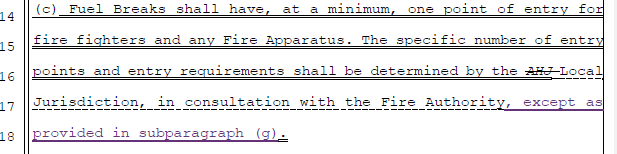 14 (c) Fuel Breaks shall have, at a minimum, one point of entry for
15 fire fighters and any Fire Apparatus. The specific number of entry
16 points and entry requirements shall be determined by the AHJ Local
17 Jurisdiction, in consultation with the Fire Authority, except as
18 provided in subparagraph (g).